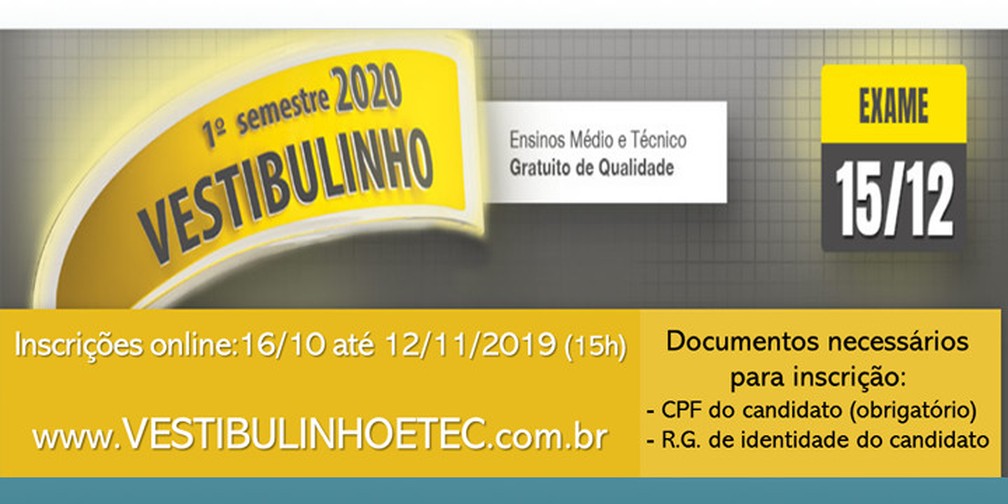 1º semestre 2020
VESTIBULINHO
Ensinos Médio e Técnico
Gratuito de Qualidade
EXAME
15/12
Inscrições online:16/10 até 12/11/2019 (15h)
www.VESTIBULINHOETEC.com.br
Documentos necessários
para inscrição:
- CPF do candidato (obrigatório)
- R.G. de identidade do candidato